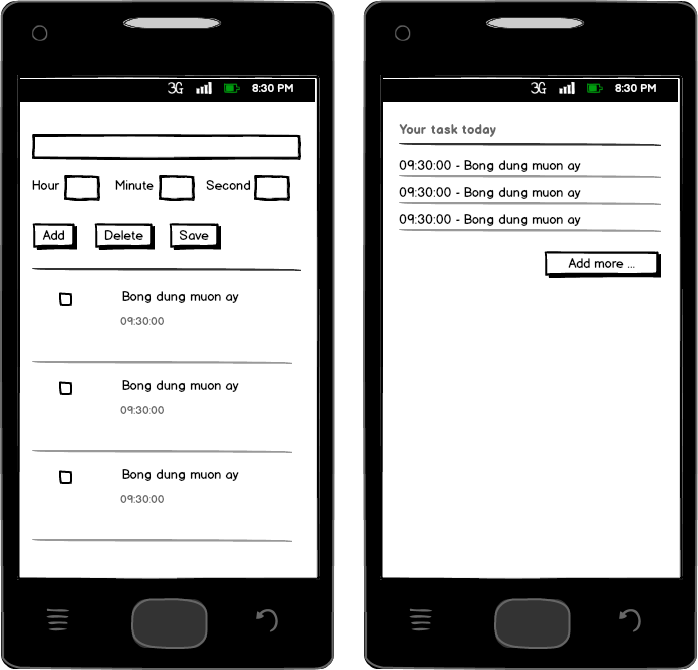 3G 8:30 PM
Hour Minute Second
Add Delete Save
Bong dung muon ay
09:30:00
Bong dung muon ay
09:30:00
Bong dung muon ay
09:30:00
3G 8:30 PM
Your task today
09:30:00 - Bong dung muon ay
09:30:00 - Bong dung muon ay
09:30:00 - Bong dung muon ay
Add more ...